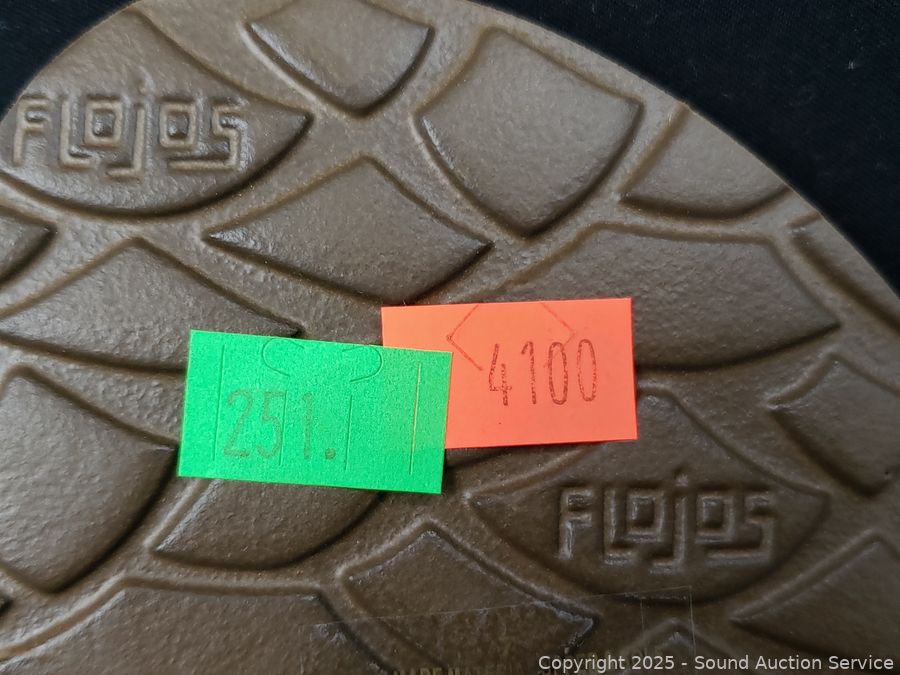 FLojos
4100
251.
FLojos
Copyright © 2025 - Sound Auction Service